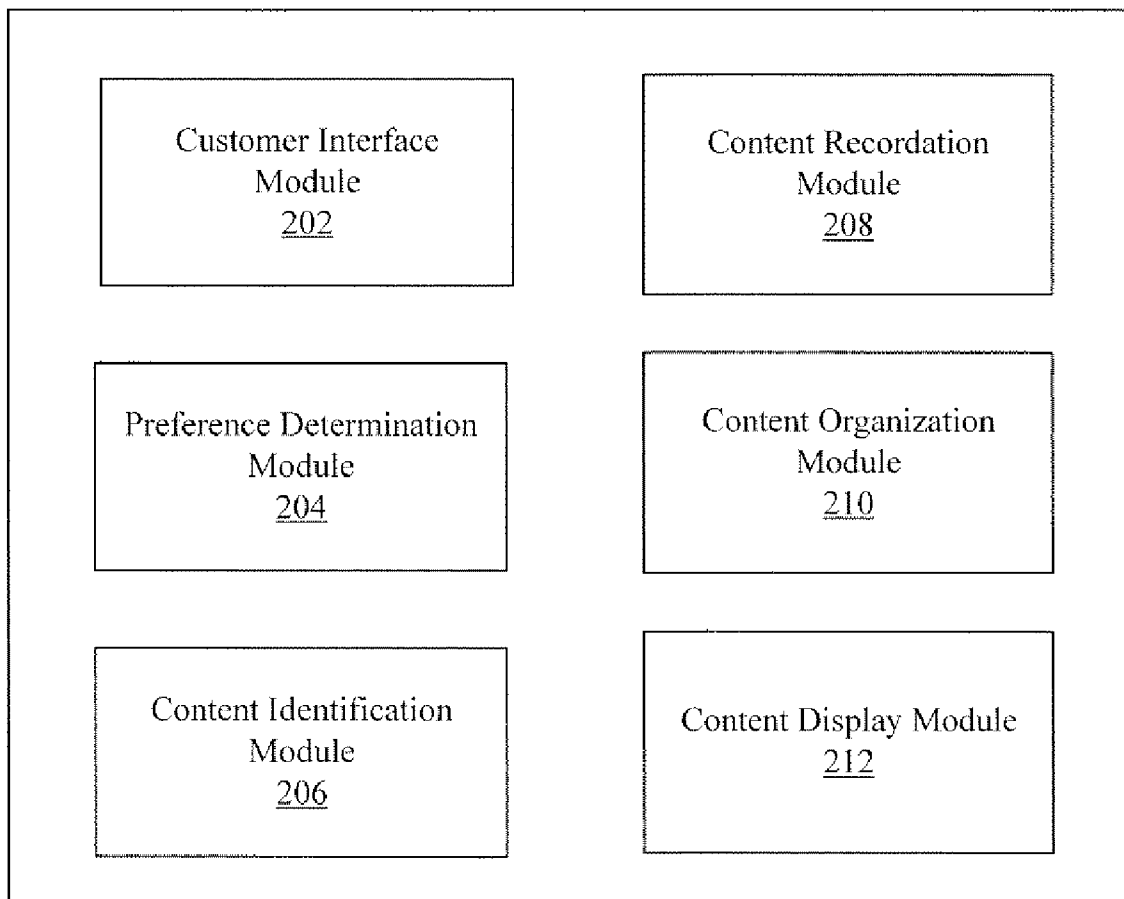 Customer Interface
Module
202
Preference Determination
Module
204
Content Identification
Module
206
Content Recordation
Module
208
Content Organization
Module
210
Content Display Module
212